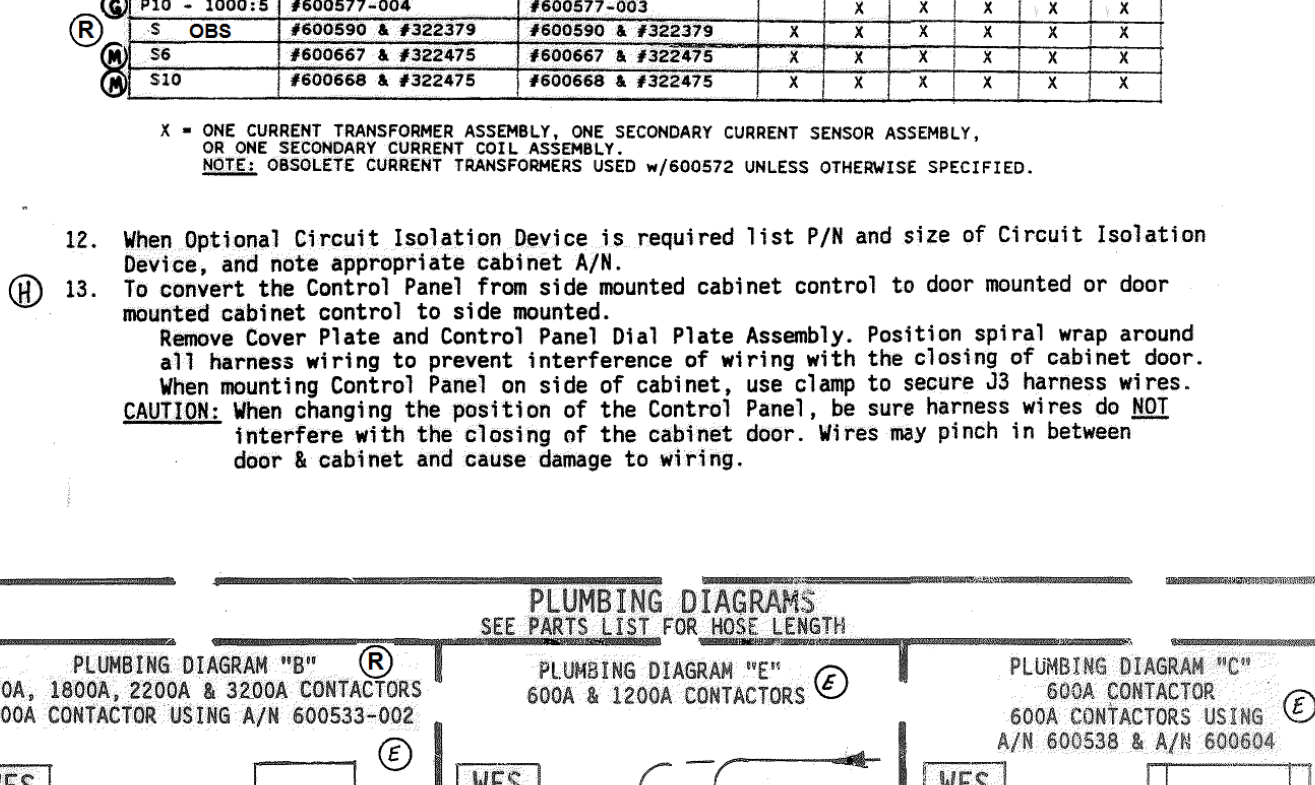 G P10 - 1000:5 #600577-004 #600577-003 X X X X X
R S OBS #600590 & #322379 #600590 & #322379 X X X X X X
M S6 #600667 & #322475 #600667 & #322475 X X X X X X
M S10 #600668 & #322475 #600668 & #322475 X X X X X X
X = ONE CURRENT TRANSFORMER ASSEMBLY, ONE SECONDARY CURRENT SENSOR ASSEMBLY,
OR ONE SECONDARY CURRENT COIL ASSEMBLY.
NOTE: OBSOLETE CURRENT TRANSFORMERS USED w/600572 UNLESS OTHERWISE SPECIFIED.
12. When Optional Circuit Isolation Device is required list P/N and size of Circuit Isolation
Device, and note appropriate cabinet A/N.
H 13. To convert the Control Panel from side mounted cabinet control to door mounted or door
mounted cabinet control to side mounted.
Remove Cover Plate and Control Panel Dial Plate Assembly. Position spiral wrap around
all harness wiring to prevent interference of wiring with the closing of cabinet door.
When mounting Control Panel on side of cabinet, use clamp to secure J3 harness wires.
CAUTION: When changing the position of the Control Panel, be sure harness wires do NOT
interfere with the closing of the cabinet door. Wires may pinch in between
door & cabinet and cause damage to wiring.
PLUMBING DIAGRAMS
SEE PARTS LIST FOR HOSE LENGTH
PLUMBING DIAGRAM "B" R
0A, 1800A, 2200A & 3200A CONTACTORS
00A CONTACTOR USING A/N 600533-002
E
WES
PLUMBING DIAGRAM "E"
600A & 1200A CONTACTORS E
WES
PLUMBING DIAGRAM "C"
600A CONTACTOR
600A CONTACTORS USING E
A/N 600538 & A/N 600604
WES